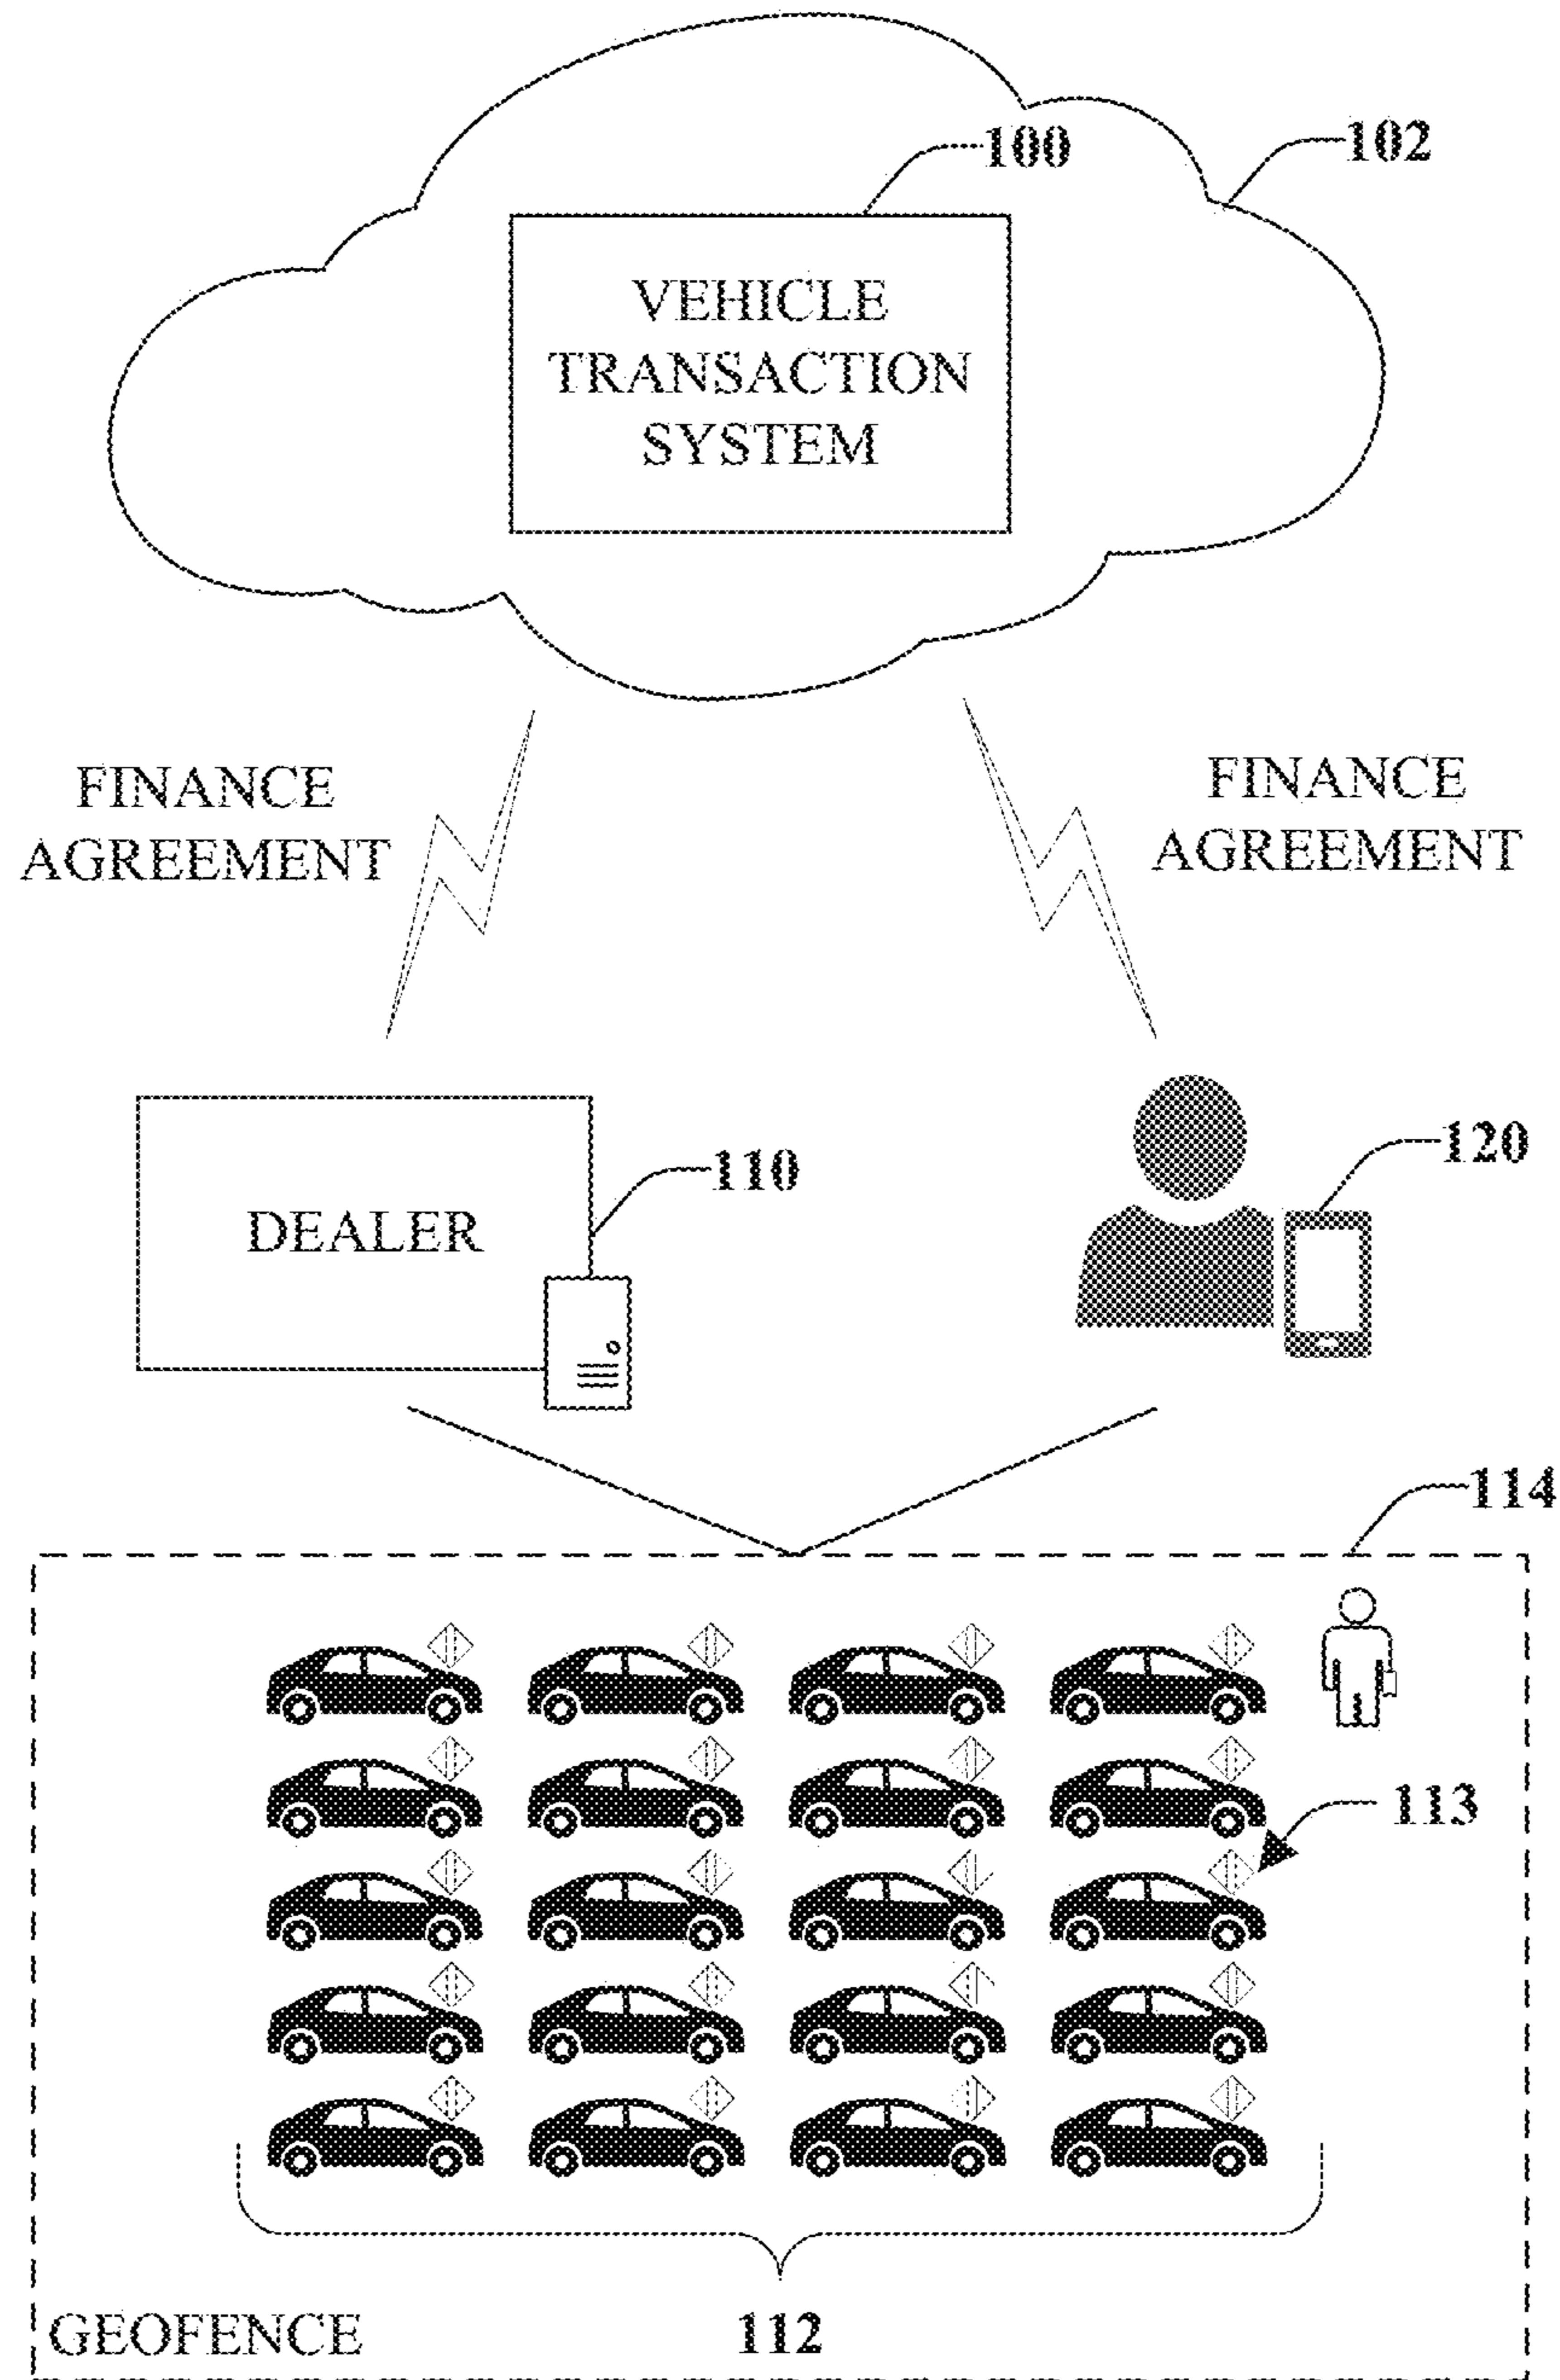 100
102
VEHICLE
TRANSACTION
SYSTEM
FINANCE
AGREEMENT
FINANCE
AGREEMENT
DEALER
110
120
114
113
112
GEOFENCE